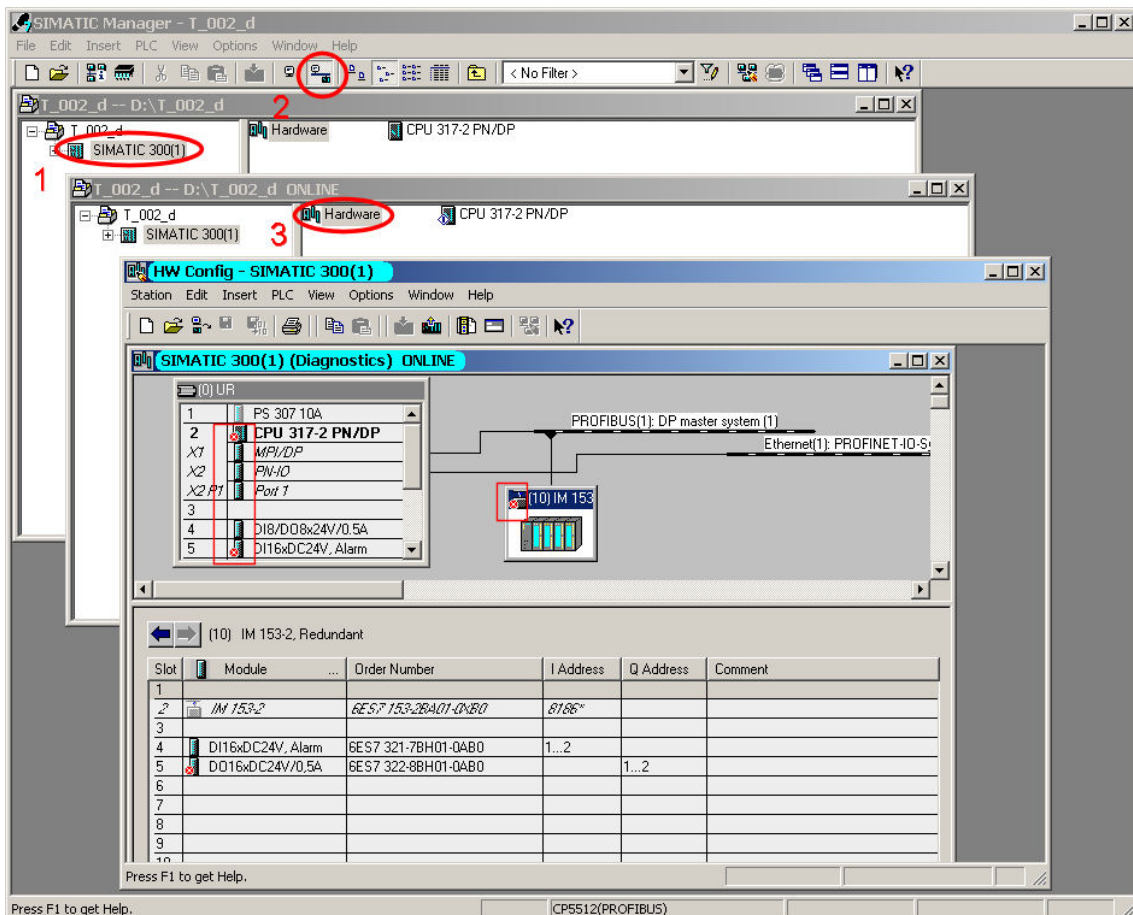 SIMATIC Manager - T_002_d
File Edit Insert PLC View Options Window Help
< No Filter >
T_002_d -- D:\T_002_d
2
T_002_d
Hardware
CPU 317-2 PN/DP
SIMATIC 300(1)
1
T_002_d -- D:\T_002_d ONLINE
T_002_d
Hardware
CPU 317-2 PN/DP
SIMATIC 300(1)
3
HW Config - SIMATIC 300(1)
Station Edit Insert PLC View Options Window Help
SIMATIC 300(1) (Diagnostics) ONLINE
(0) UR
1 PS 307 10A
2 CPU 317-2 PN/DP
X1 MPI/DP
X2 PN-IO
X2 P1 Port 1
3
4 DI8/DO8x24V/0.5A
5 DI16xDC24V, Alarm
PROFIBUS(1): DP master system (1)
Ethernet(1): PROFINET-IO-S
(10) IM 153
(10) IM 153-2, Redundant
Slot Module ... Order Number I Address Q Address Comment
1
2 IM 153-2 6ES7 153-2BA01-0XB0 8186*
3
4 DI16xDC24V, Alarm 6ES7 321-7BH01-0AB0 1...2
5 DO16xDC24V/0,5A 6ES7 322-8BH01-0AB0 1...2
6
7
8
9
10
Press F1 to get Help.
Press F1 to get Help.
CP5512(PROFIBUS)